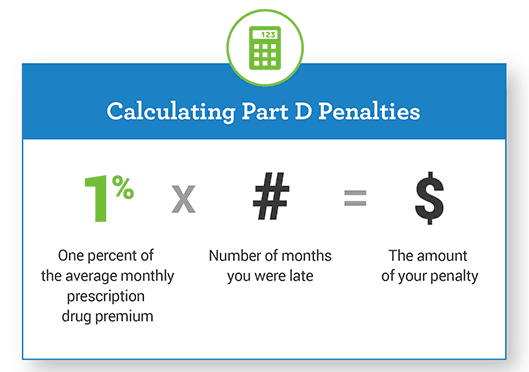 123
Calculating Part D Penalties
1% x # = $
One percent of
the average monthly
prescription
drug premium
Number of months
you were late
The amount
of your penalty